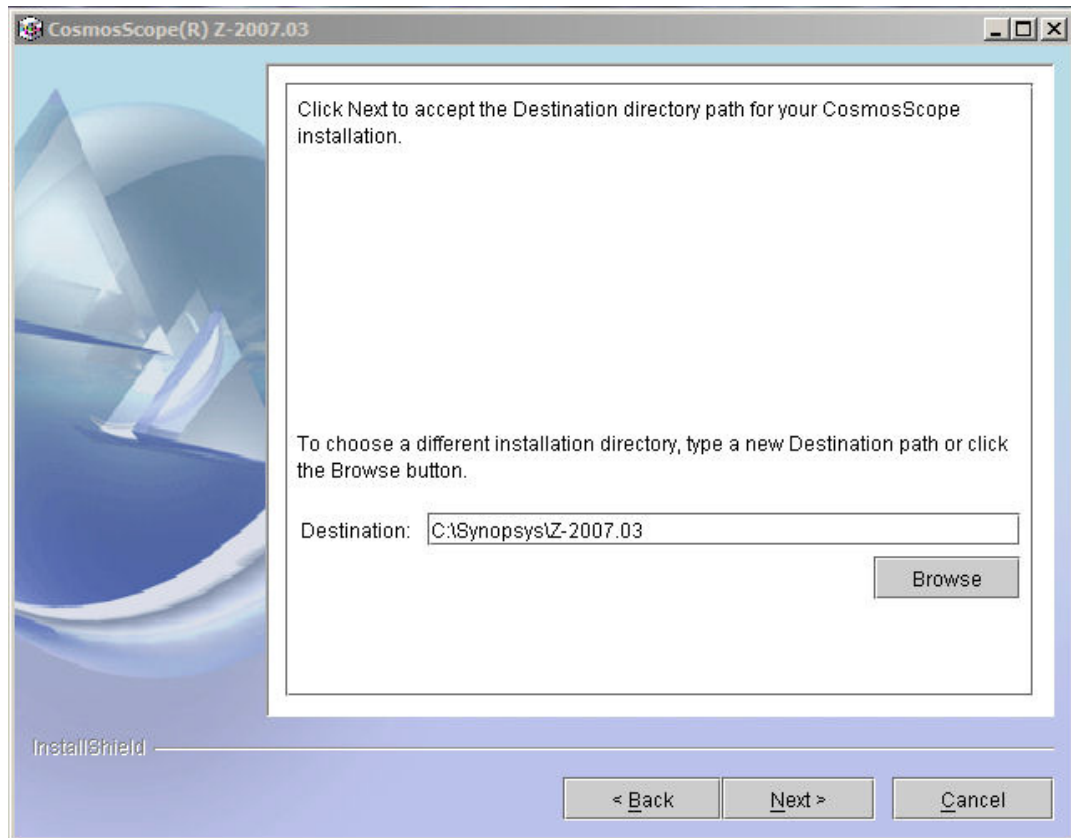 CosmosScope(R) Z-2007.03
Click Next to accept the Destination directory path for your CosmosScope
installation.
To choose a different installation directory, type a new Destination path or click
the Browse button.
Destination: C:\Synopsys\Z-2007.03
Browse
InstallShield
< Back Next > Cancel